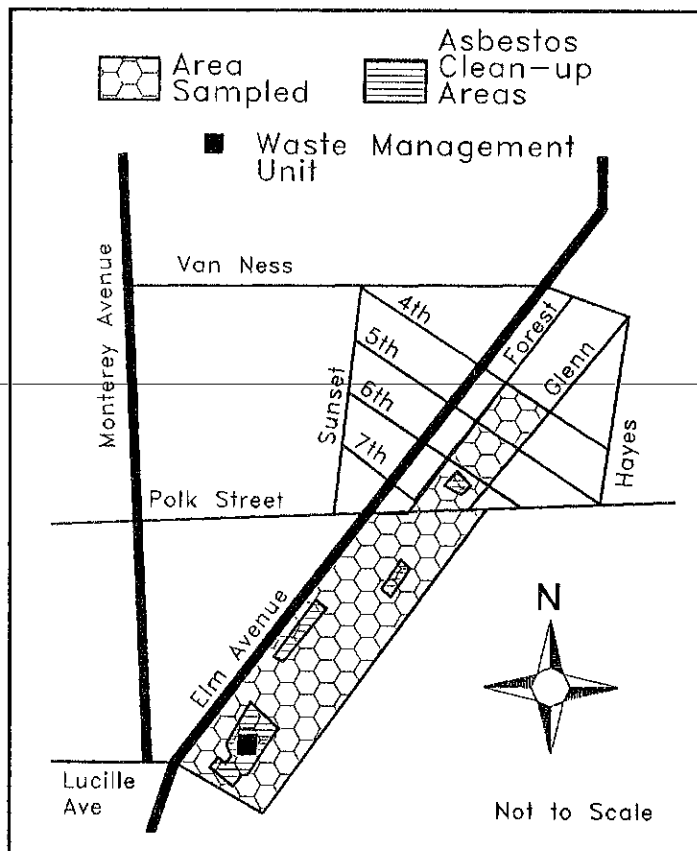 Area
Sampled
Asbestos
Clean-up
Areas
Waste Management
Unit
Van Ness
Monterey Avenue
4th
5th
6th
7th
Sunset
Forest
Glenn
Hayes
Polk Street
Elm Avenue
N
Lucille
Ave
Not to Scale